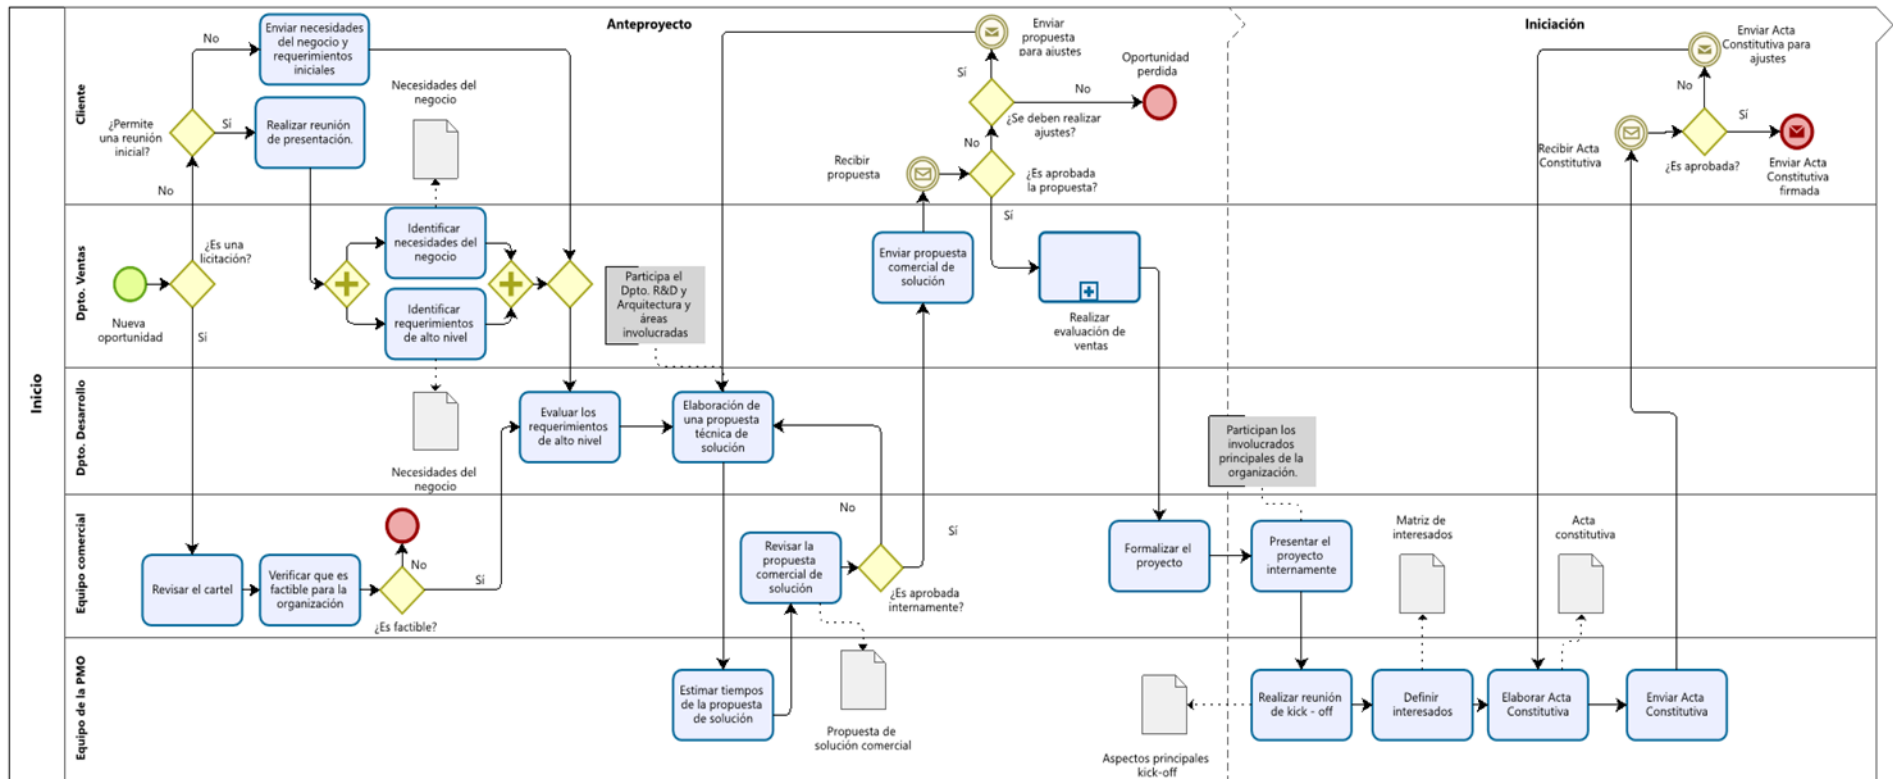 Inicio
Anteproyecto
Iniciación
Cliente
Dpto. Ventas
Dpto. Desarrollo
Equipo comercial
Equipo de la PMO
No
Enviar necesidades
del negocio y
requerimientos
iniciales
¿Permite
una reunión
inicial?
Sí
Realizar reunión
de presentación.
No
Necesidades del
negocio
Enviar
propuesta
para ajustes
Sí
Oportunidad
perdida
No
¿Se deben realizar
ajustes?
No
Recibir
propuesta
¿Es aprobada
la propuesta?
Sí
Enviar Acta
Constitutiva para
ajustes
No
Recibir Acta
Constitutiva
¿Es aprobada?
Sí
Enviar Acta
Constitutiva
firmada
¿Es una
licitación?
Nueva
oportunidad
Sí
Identificar
necesidades del
negocio
Identificar
requerimientos
de alto nivel
Participa el
Dpto. R&D y
Arquitectura y
áreas
involucradas
Enviar propuesta
comercial de
solución
Realizar
evaluación de
ventas
Necesidades del
negocio
Evaluar los
requerimientos
de alto nivel
Elaboración de
una propuesta
técnica de
solución
Participan los
involucrados
principales de la
organización.
Revisar el cartel
Verificar que es
factible para la
organización
No
¿Es factible?
Sí
Revisar la
propuesta
comercial de
solución
No
Sí
¿Es aprobada
internamente?
Formalizar el
proyecto
Presentar el
proyecto
internamente
Matriz de
interesados
Acta
constitutiva
Estimar tiempos
de la propuesta
de solución
Propuesta de
solución comercial
Aspectos principales
kick-off
Realizar reunión
de kick - off
Definir
interesados
Elaborar Acta
Constitutiva
Enviar Acta
Constitutiva